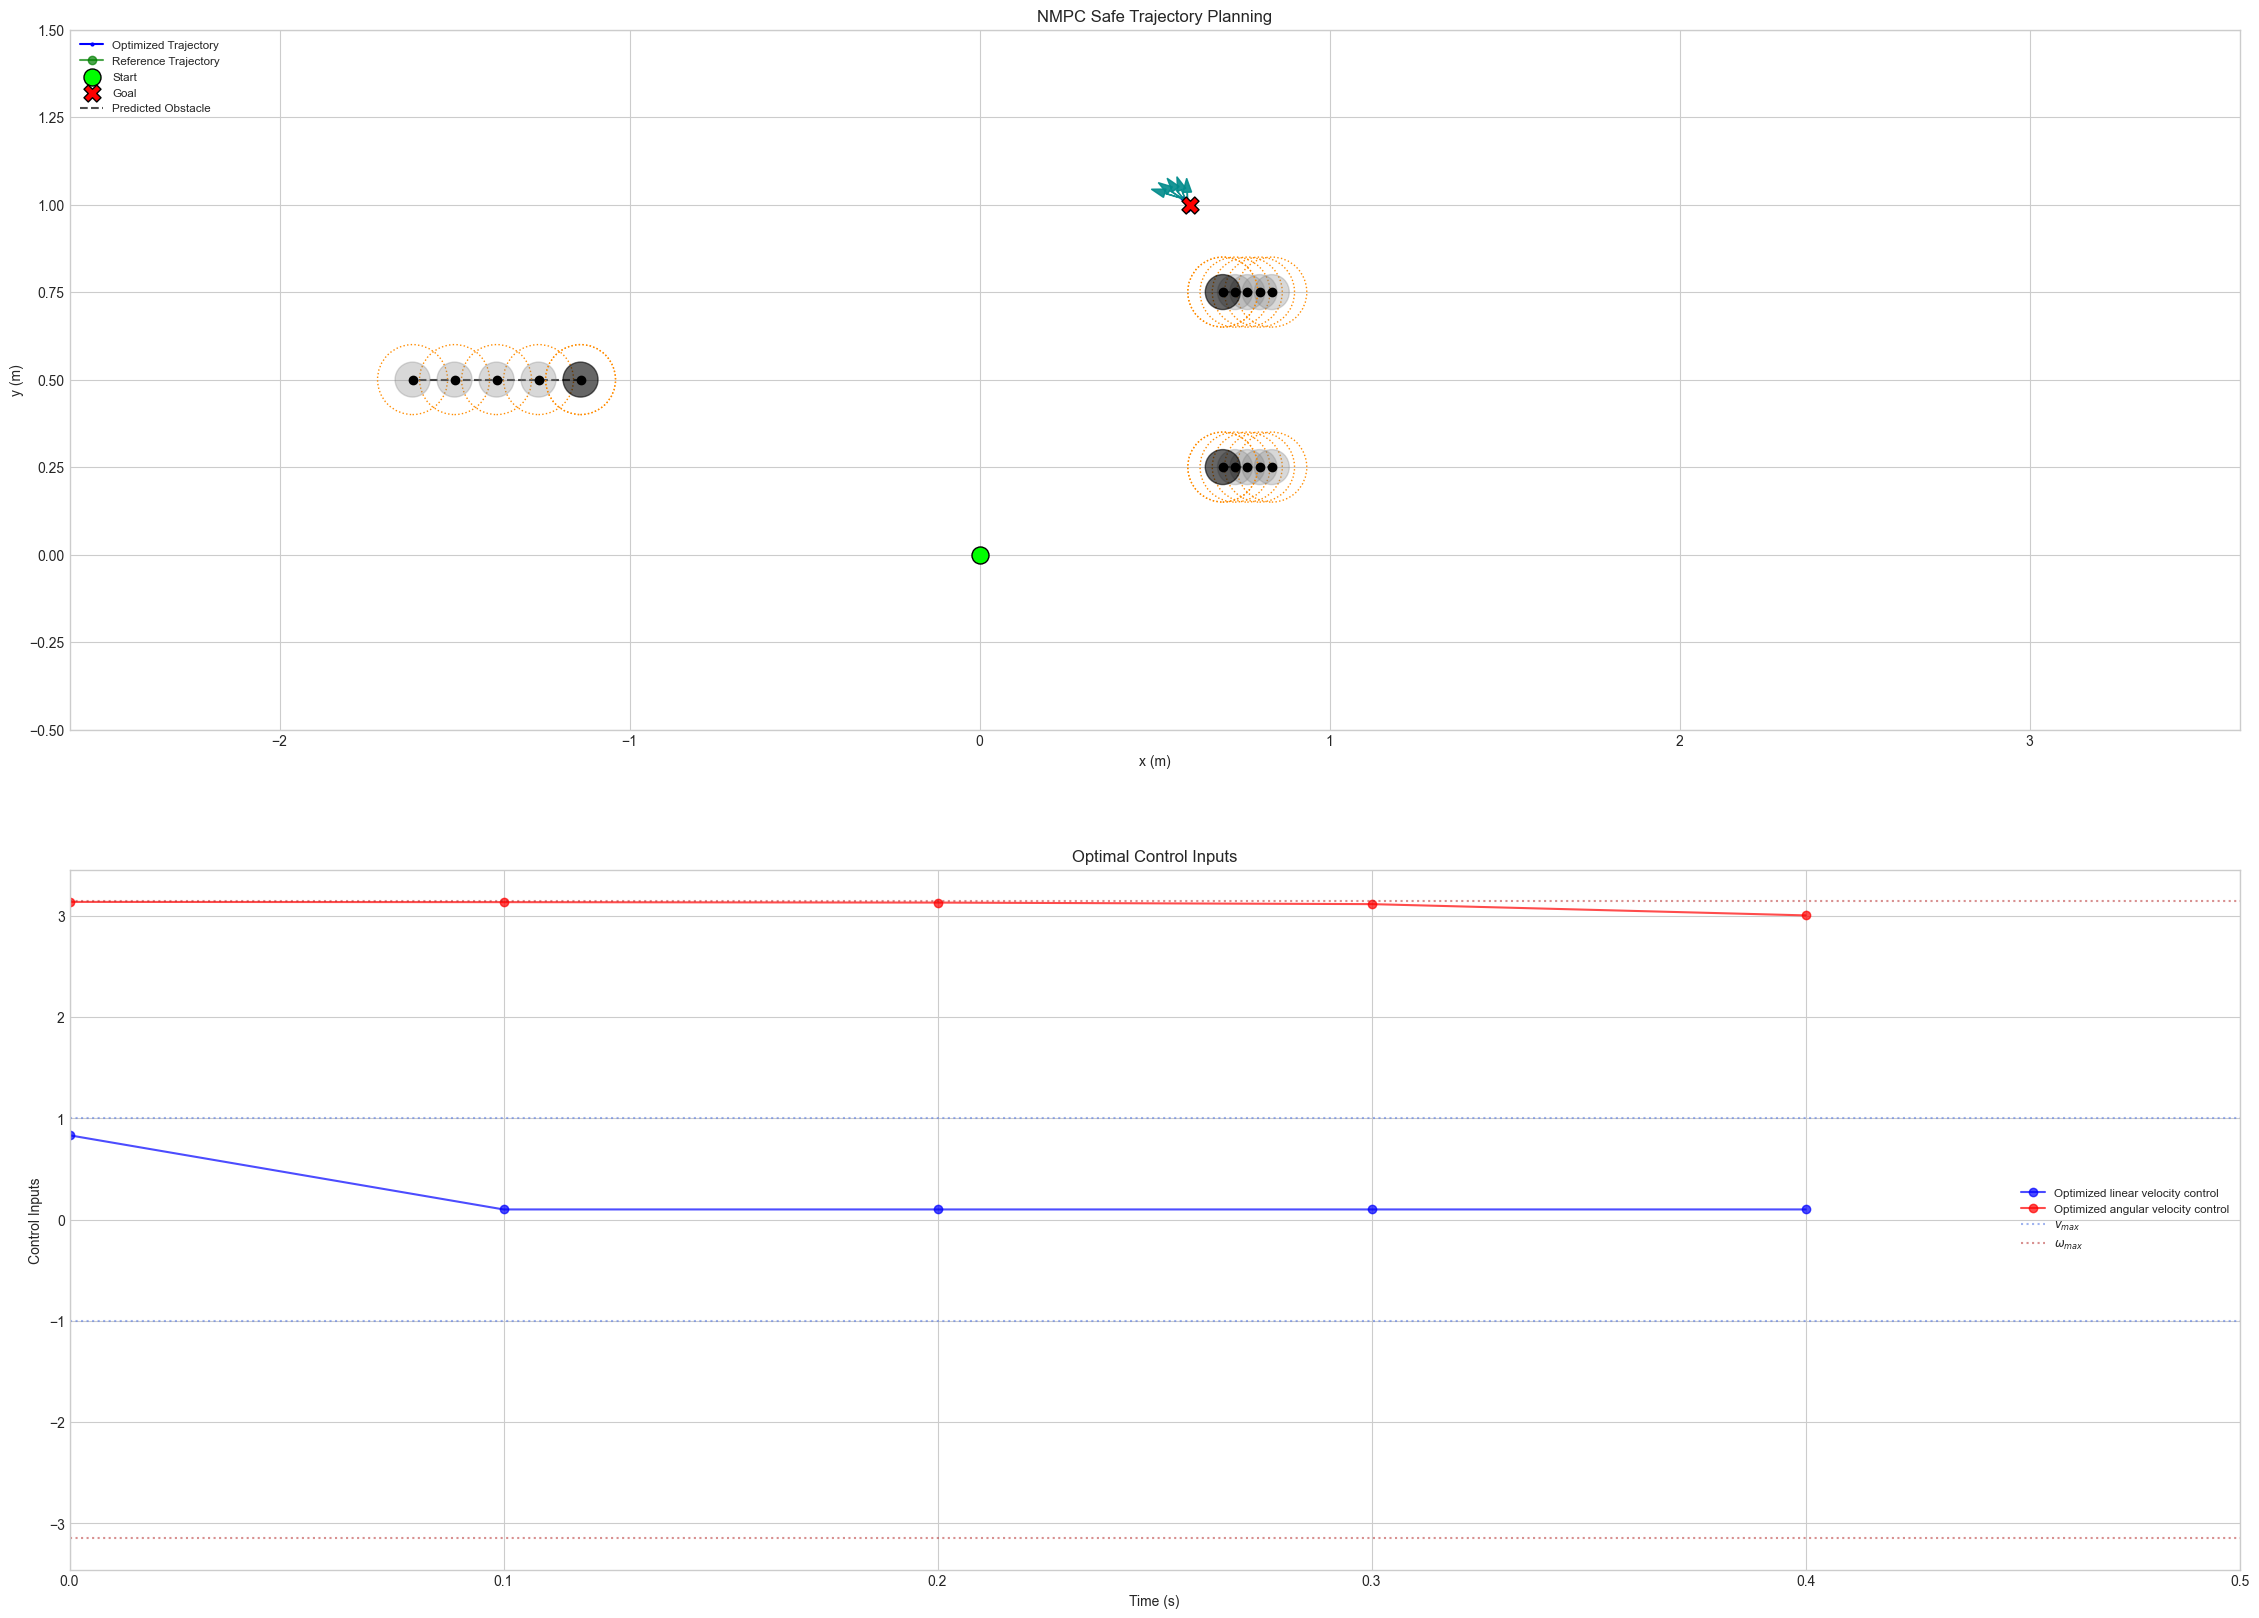 NMPC Safe Trajectory Planning
1.50
1.25
1.00
0.75
0.50
0.25
0.00
−0.25
−0.50
y (m)
Optimized Trajectory
Reference Trajectory
Start
Goal
Predicted Obstacle
−2
−1
0
1
2
3
x (m)
Optimal Control Inputs
3
2
1
0
−1
−2
−3
Control Inputs
Optimized linear velocity control
Optimized angular velocity control
v_max
ω_max
0.0
0.1
0.2
0.3
0.4
0.5
Time (s)